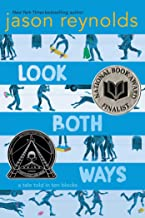 New York Times bestselling author
jason reynolds
LOOK
NATIONAL BOOK AWARD
FINALIST
BOTH
WAYS
a tale told in ten blocks